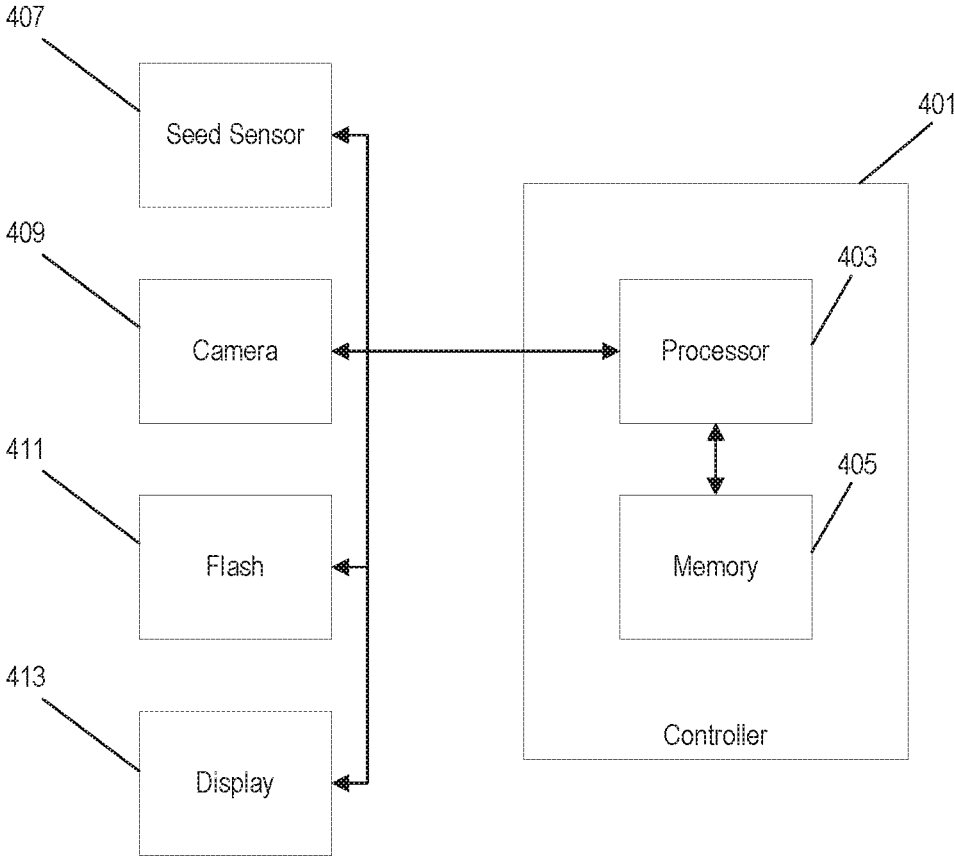 407
Seed Sensor
401
409
Camera
403
Processor
411
Flash
405
Memory
413
Display
Controller